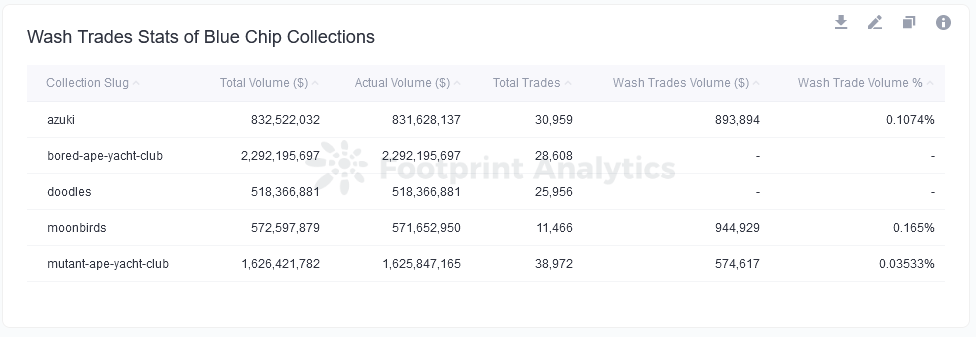 Wash Trades Stats of Blue Chip Collections
Collection Slug Total Volume ($) Actual Volume ($) Total Trades Wash Trades Volume ($) Wash Trade Volume %
azuki 832,522,032 831,628,137 30,959 893,894 0.1074%
bored-ape-yacht-club 2,292,195,697 2,292,195,697 28,608 - -
Footprint Analytics
doodles 518,366,881 518,366,881 25,956 - -
moonbirds 572,597,879 571,652,950 11,466 944,929 0.165%
mutant-ape-yacht-club 1,626,421,782 1,625,847,165 38,972 574,617 0.03533%